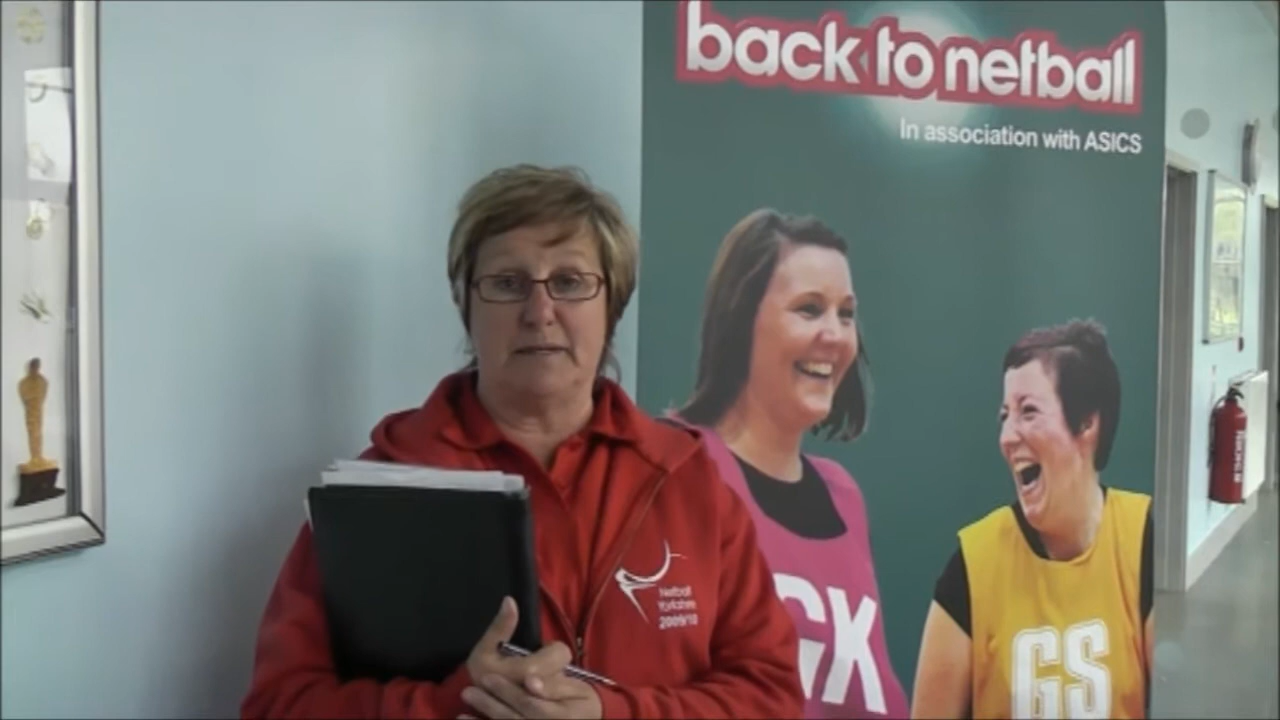 back to netball
In association with ASICS
Netball
Yorkshire
2009/10
GK
GS